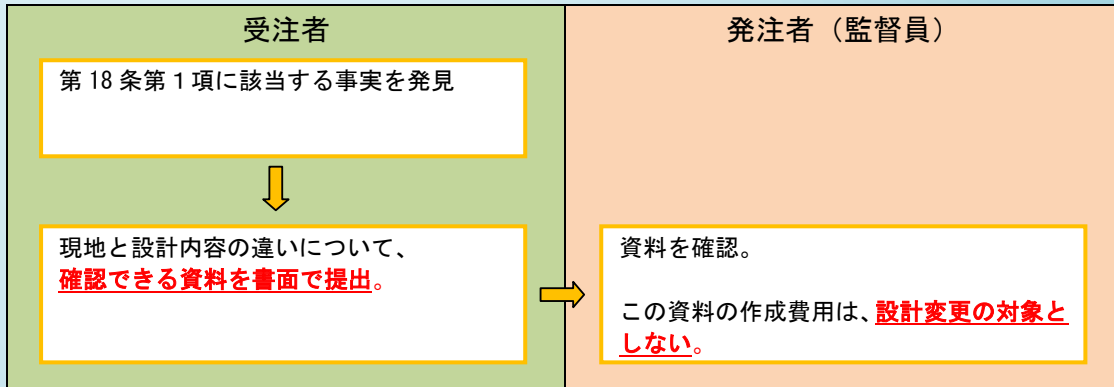 受注者
第 18 条第１項に該当する事実を発見
現地と設計内容の違いについて、
確認できる資料を書面で提出。
発注者（監督員）
資料を確認。
この資料の作成費用は、設計変更の対象と
しない。